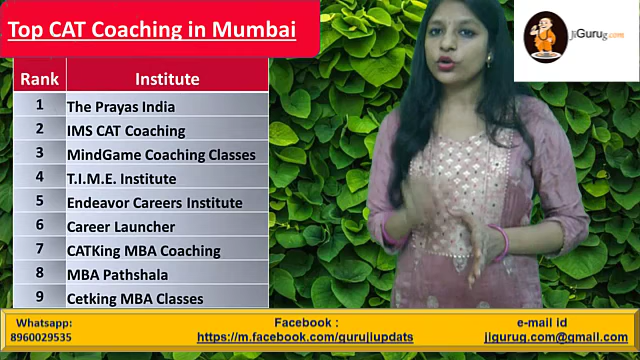 Top CAT Coaching in Mumbai
jiGurug.com
Rank Institute
1 The Prayas India
2 IMS CAT Coaching
3 MindGame Coaching Classes
4 T.I.M.E. Institute
5 Endeavor Careers Institute
6 Career Launcher
7 CATKing MBA Coaching
8 MBA Pathshala
9 Cetking MBA Classes
Whatsapp: Facebook : e-mail id
8960029535 https://m.facebook.com/gurujiupdats jigurug.com@gmail.com